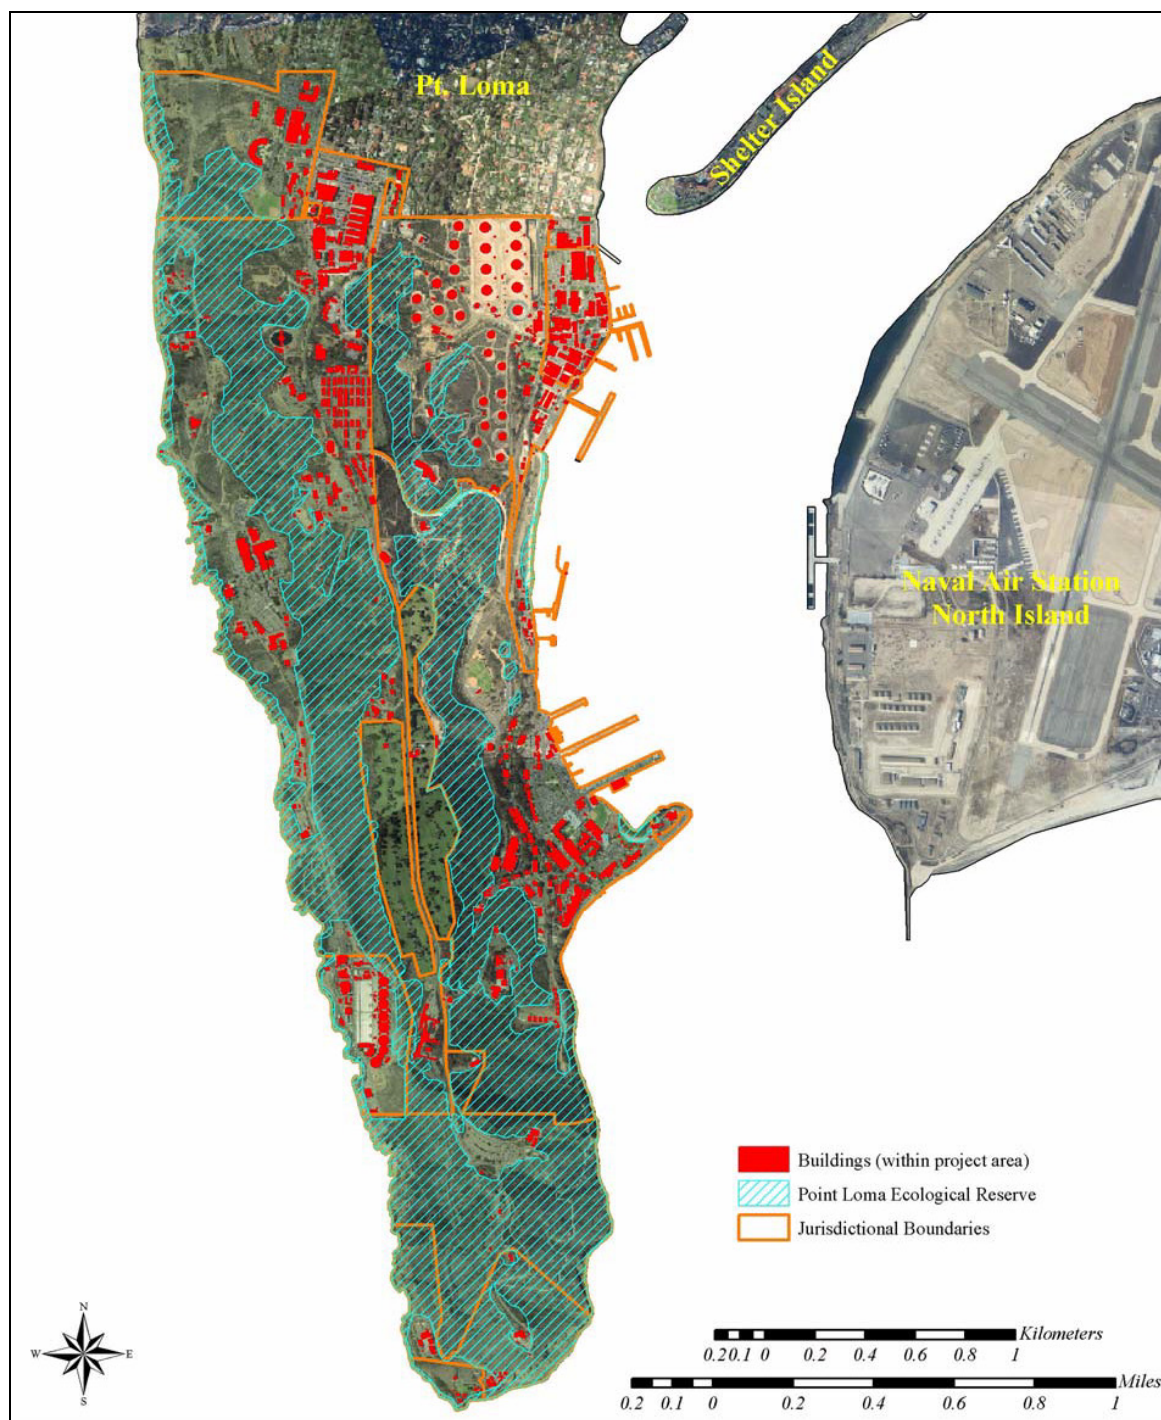 Pt. Loma
Shelter Island
Naval Air Station
North Island
Buildings (within project area)
Point Loma Ecological Reserve
Jurisdictional Boundaries
N
W E
S
Kilometers
0.2 0.1 0 0.2 0.4 0.6 0.8 1
Miles
0.2 0.1 0 0.2 0.4 0.6 0.8 1